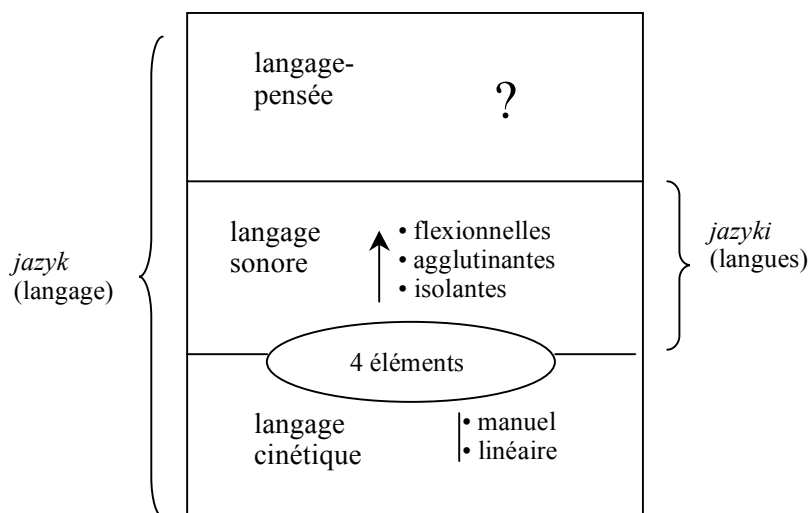 langage-
pensée
?
jazyk
(langage)
langage
sonore
• flexionnelles
• agglutinantes
• isolantes
jazyki
(langues)
4 éléments
langage
cinétique
• manuel
• linéaire